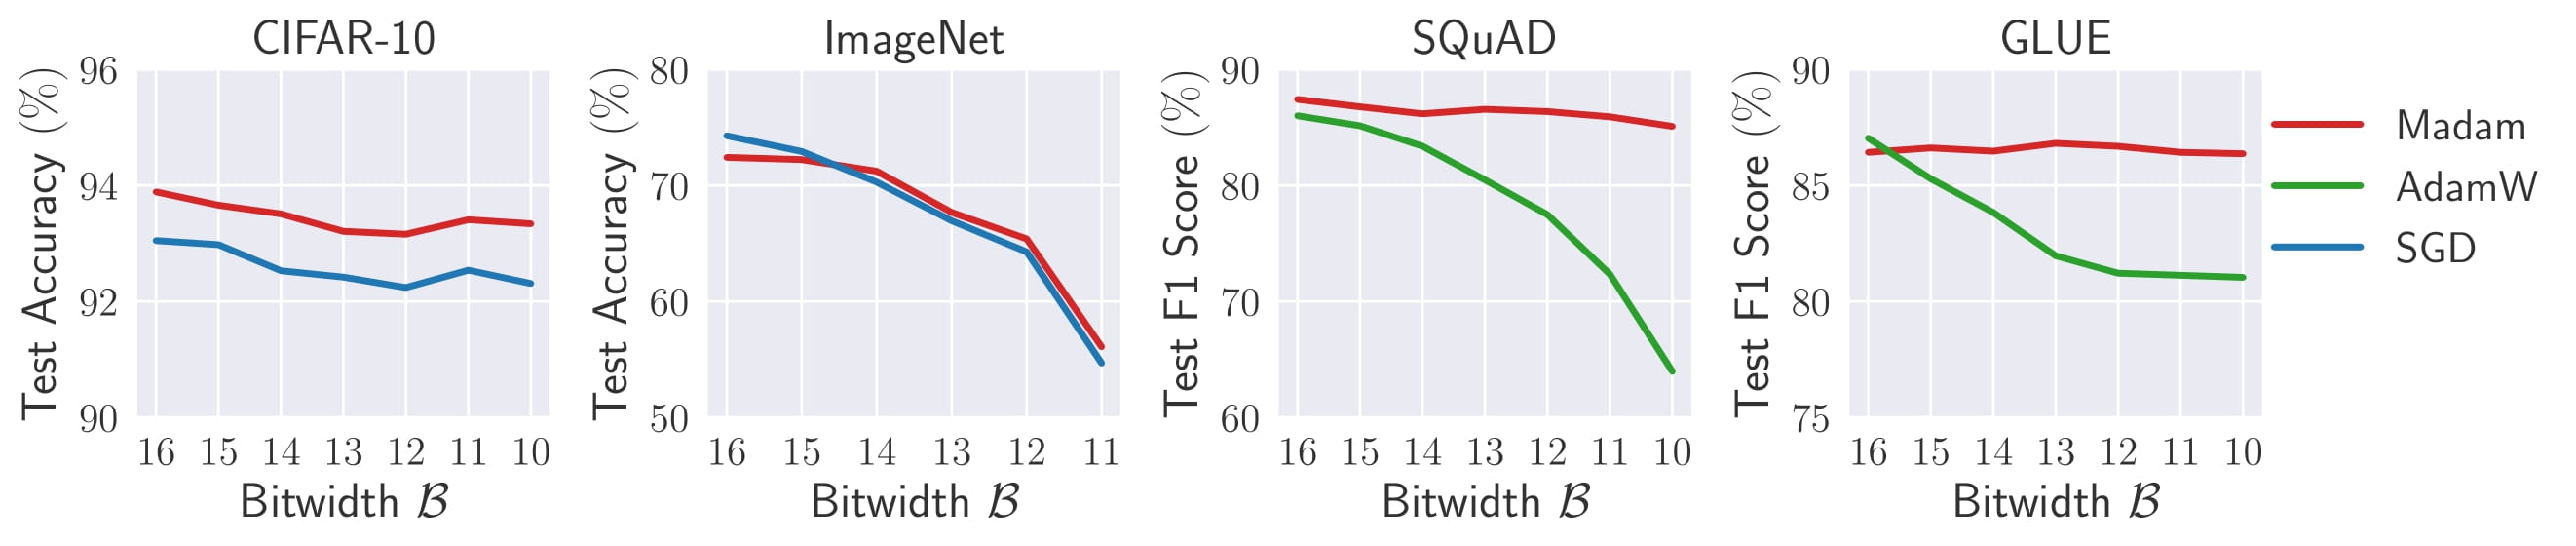 CIFAR-10
Test Accuracy (%)
96
94
92
90
16 15 14 13 12 11 10
Bitwidth ℬ
ImageNet
Test Accuracy (%)
80
70
60
50
16 15 14 13 12 11
Bitwidth ℬ
SQuAD
Test F1 Score (%)
90
80
70
60
16 15 14 13 12 11 10
Bitwidth ℬ
GLUE
Test F1 Score (%)
90
85
80
75
16 15 14 13 12 11 10
Bitwidth ℬ
Madam
AdamW
SGD